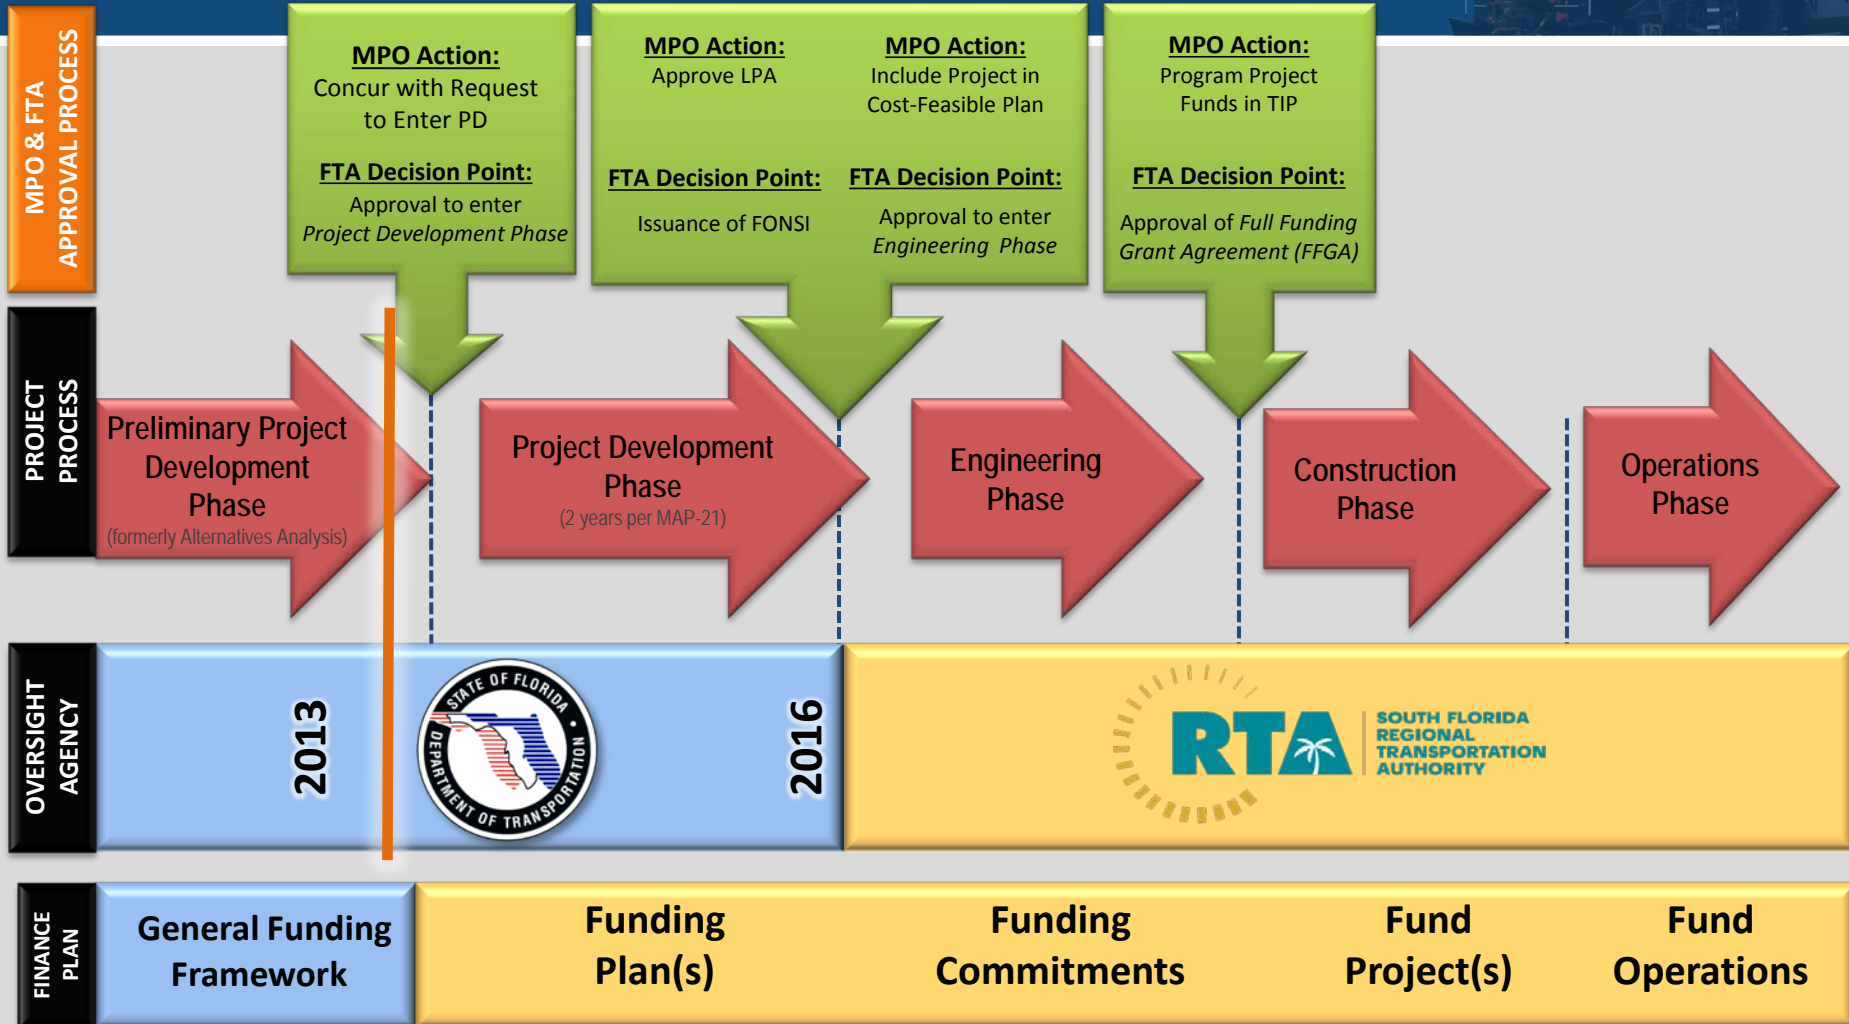 MPO & FTA
APPROVAL PROCESS
MPO Action:
Concur with Request
to Enter PD
FTA Decision Point:
Approval to enter
Project Development Phase
MPO Action:
Approve LPA
FTA Decision Point:
Issuance of FONSI
MPO Action:
Include Project in
Cost-Feasible Plan
FTA Decision Point:
Approval to enter
Engineering Phase
MPO Action:
Program Project
Funds in TIP
FTA Decision Point:
Approval of Full Funding
Grant Agreement (FFGA)
PROJECT
PROCESS
Preliminary Project
Development
Phase
(formerly Alternatives Analysis)
Project Development
Phase
(2 years per MAP-21)
Engineering
Phase
Construction
Phase
Operations
Phase
OVERSIGHT
AGENCY
2013
STATE OF FLORIDA
DEPARTMENT OF TRANSPORTATION
2016
RTA
SOUTH FLORIDA
REGIONAL
TRANSPORTATION
AUTHORITY
FINANCE
PLAN
General Funding
Framework
Funding
Plan(s)
Funding
Commitments
Fund
Project(s)
Fund
Operations